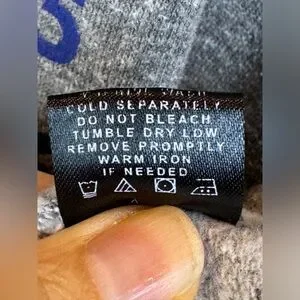 COLD SEPARATELY
DO NOT BLEACH
TUMBLE DRY LOW
REMOVE PROMPTLY
WARM IRON
IF NEEDED